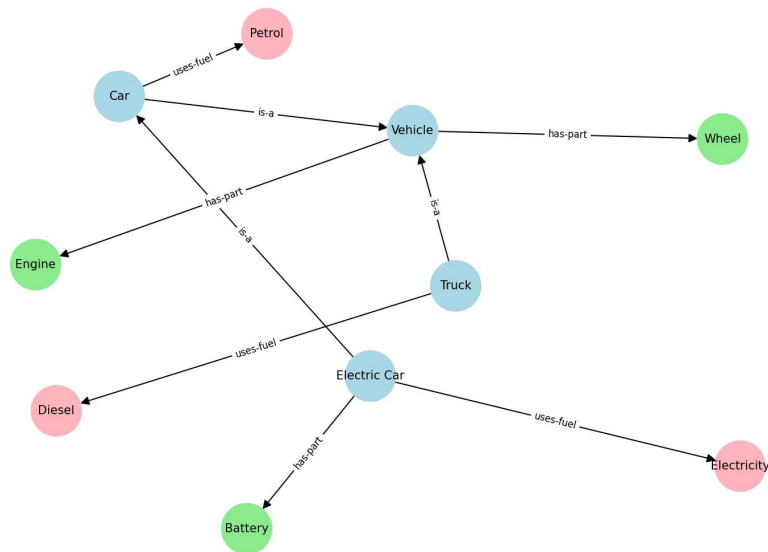 Petrol
uses-fuel
Car
is-a
Vehicle
has-part
Wheel
has-part
is-a
is-a
Engine
Truck
uses-fuel
Electric Car
Diesel
uses-fuel
has-part
Electricity
Battery